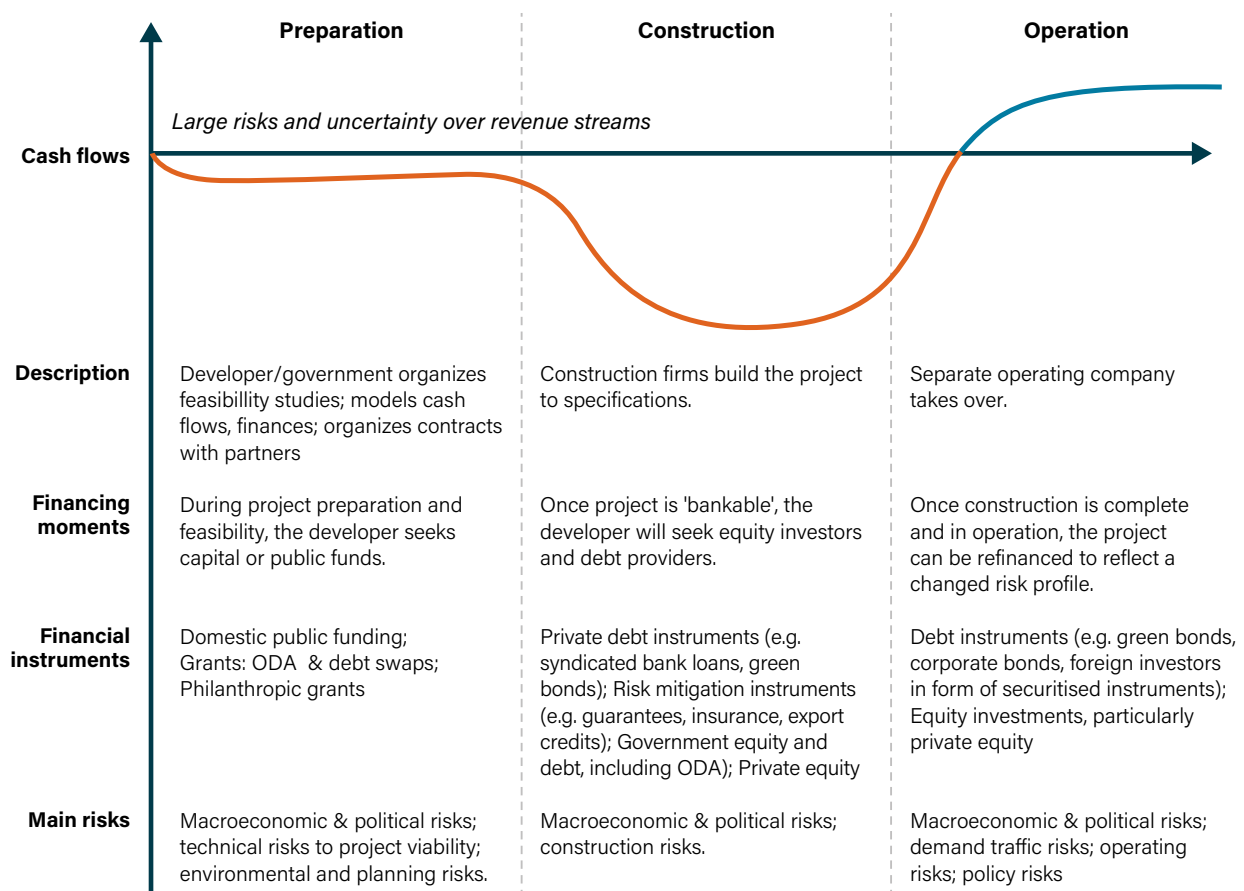 Preparation
Construction
Operation
Large risks and uncertainty over revenue streams
Cash flows
Description
Developer/government organizes
feasibillity studies; models cash
flows, finances; organizes contracts
with partners
Construction firms build the project
to specifications.
Separate operating company
takes over.
Financing
moments
During project preparation and
feasibility, the developer seeks
capital or public funds.
Once project is 'bankable', the
developer will seek equity investors
and debt providers.
Once construction is complete
and in operation, the project
can be refinanced to reflect a
changed risk profile.
Financial
instruments
Domestic public funding;
Grants: ODA & debt swaps;
Philanthropic grants
Private debt instruments (e.g.
syndicated bank loans, green
bonds); Risk mitigation instruments
(e.g. guarantees, insurance, export
credits); Government equity and
debt, including ODA); Private equity
Debt instruments (e.g. green bonds,
corporate bonds, foreign investors
in form of securitised instruments);
Equity investments, particularly
private equity
Main risks
Macroeconomic & political risks;
technical risks to project viability;
environmental and planning risks.
Macroeconomic & political risks;
construction risks.
Macroeconomic & political risks;
demand traffic risks; operating
risks; policy risks